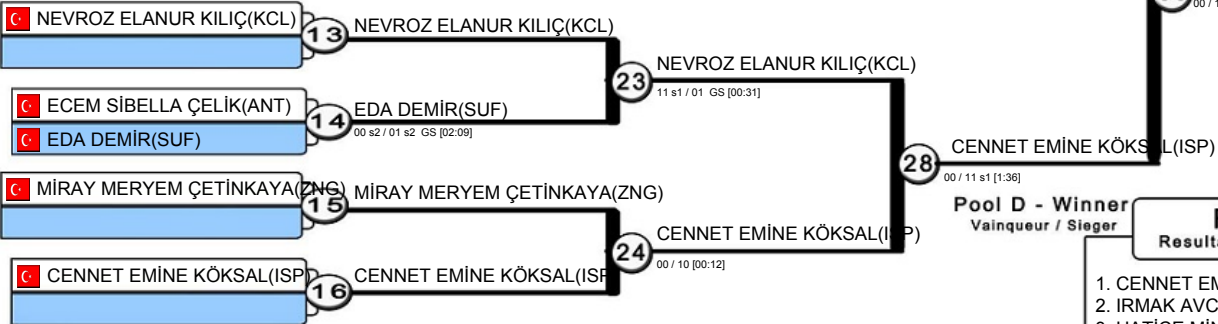 NEVROZ ELANUR KILIÇ(KCL)
13
NEVROZ ELANUR KILIÇ(KCL)
00 / 1
23
NEVROZ ELANUR KILIÇ(KCL)
11 s1 / 01 GS [00:31]
ECEM SİBELLA ÇELİK(ANT)
EDA DEMİR(SUF)
14
EDA DEMİR(SUF)
00 s2 / 01 s2 GS [02:09]
28
CENNET EMİNE KÖKSAL(ISP)
00 / 11 s1 [1:36]
MİRAY MERYEM ÇETİNKAYA(ZNG)
15
MİRAY MERYEM ÇETİNKAYA(ZNG)
24
CENNET EMİNE KÖKSAL(ISP)
00 / 10 [00:12]
CENNET EMİNE KÖKSAL(ISP)
16
CENNET EMİNE KÖKSAL(ISP
Pool D - Winner
Vainqueur / Sieger
Result
1. CENNET EM
2. IRMAK AVC